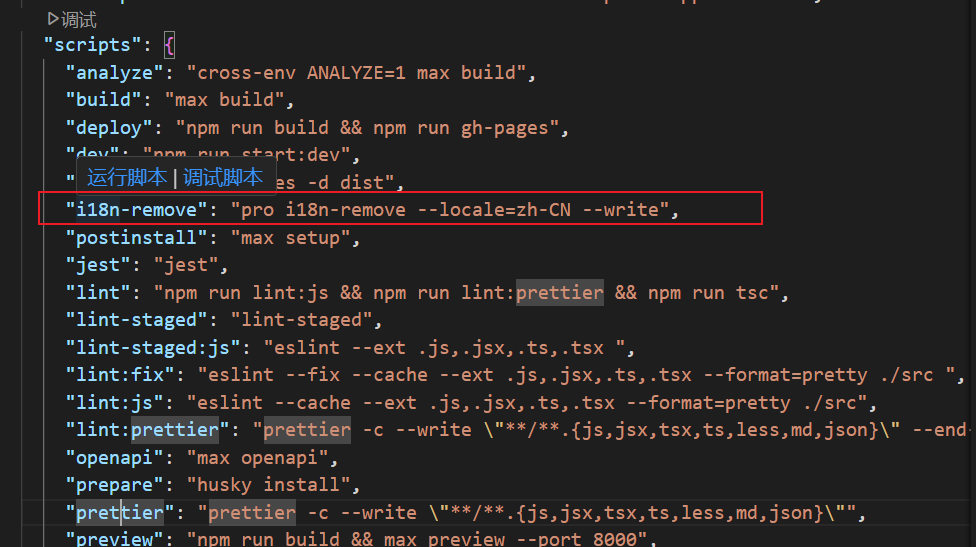 调试
"scripts": {
"analyze": "cross-env ANALYZE=1 max build",
"build": "max build",
"deploy": "npm run build && npm run gh-pages",
"dev": "npm run start:dev",
运行脚本 | 调试脚本
-d dist",
"i18n-remove": "pro i18n-remove --locale=zh-CN --write",
"postinstall": "max setup",
"jest": "jest",
"lint": "npm run lint:js && npm run lint:prettier && npm run tsc",
"lint-staged": "lint-staged",
"lint-staged:js": "eslint --ext .js,.jsx,.ts,.tsx ",
"lint:fix": "eslint --fix --cache --ext .js,.jsx,.ts,.tsx --format=pretty ./src ",
"lint:js": "eslint --cache --ext .js,.jsx,.ts,.tsx --format=pretty ./src",
"lint:prettier": "prettier -c --write \"**/**.{js,jsx,tsx,ts,less,md,json}\" --end-
"openapi": "max openapi",
"prepare": "husky install",
"prettier": "prettier -c --write \"**/**.{js,jsx,tsx,ts,less,md,json}\"",
"preview": "npm run build && max preview --port 8000",